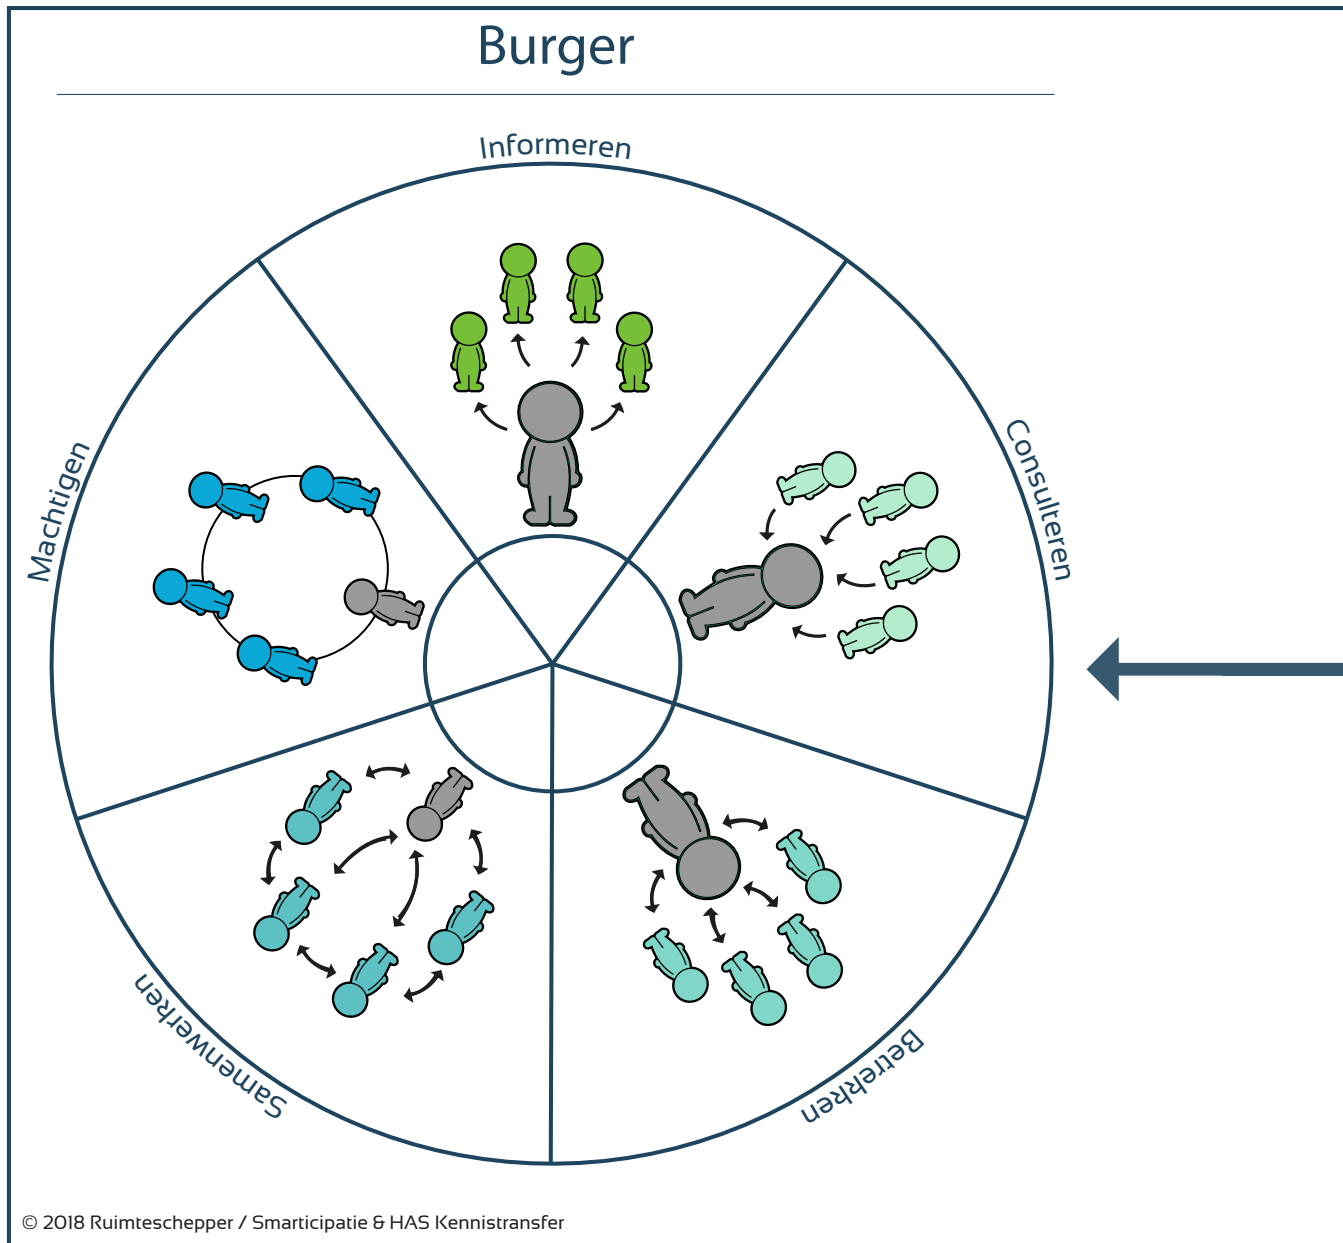 Burger
Informeren
Consulteren
Machtigen
Samenwerken
Betrekken
© 2018 Ruimteschepper / Smarticipatie & HAS Kennistransfer